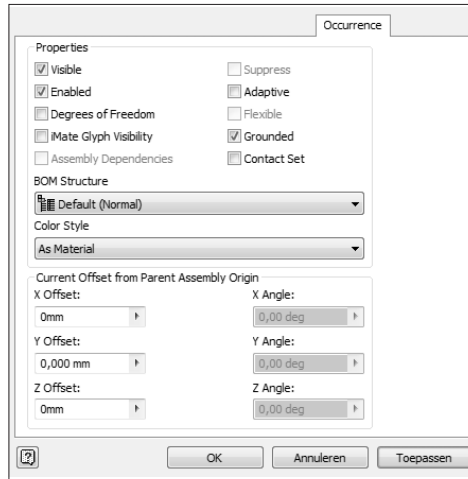 Occurrence
Properties
Visible
Suppress
Enabled
Adaptive
Degrees of Freedom
Flexible
iMate Glyph Visibility
Grounded
Assembly Dependencies
Contact Set
BOM Structure
Default (Normal)
Color Style
As Material
Current Offset from Parent Assembly Origin
X Offset:
X Angle:
0mm
0,00 deg
Y Offset:
Y Angle:
0,000 mm
0,00 deg
Z Offset:
Z Angle:
0mm
0,00 deg
OK
Annuleren
Toepassen